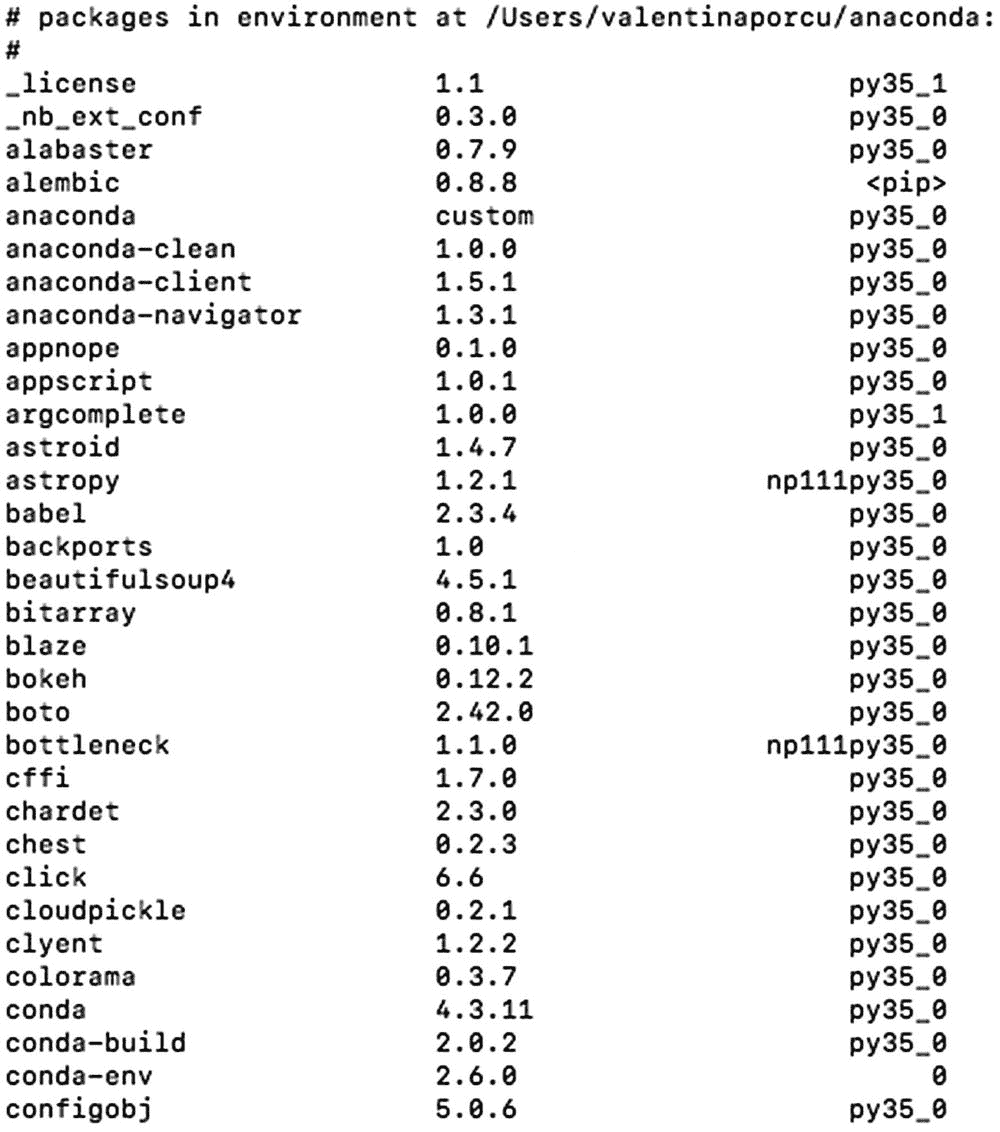 # packages in environment at /Users/valentinaporcu/anaconda:
#
_license 1.1 py35_1
_nb_ext_conf 0.3.0 py35_0
alabaster 0.7.9 py35_0
alembic 0.8.8 <pip>
anaconda custom py35_0
anaconda-clean 1.0.0 py35_0
anaconda-client 1.5.1 py35_0
anaconda-navigator 1.3.1 py35_0
appnope 0.1.0 py35_0
appscript 1.0.1 py35_0
argcomplete 1.0.0 py35_1
astroid 1.4.7 py35_0
astropy 1.2.1 np111py35_0
babel 2.3.4 py35_0
backports 1.0 py35_0
beautifulsoup4 4.5.1 py35_0
bitarray 0.8.1 py35_0
blaze 0.10.1 py35_0
bokeh 0.12.2 py35_0
boto 2.42.0 py35_0
bottleneck 1.1.0 np111py35_0
cffi 1.7.0 py35_0
chardet 2.3.0 py35_0
chest 0.2.3 py35_0
click 6.6 py35_0
cloudpickle 0.2.1 py35_0
clyent 1.2.2 py35_0
colorama 0.3.7 py35_0
conda 4.3.11 py35_0
conda-build 2.0.2 py35_0
conda-env 2.6.0 0
configobj 5.0.6 py35_0